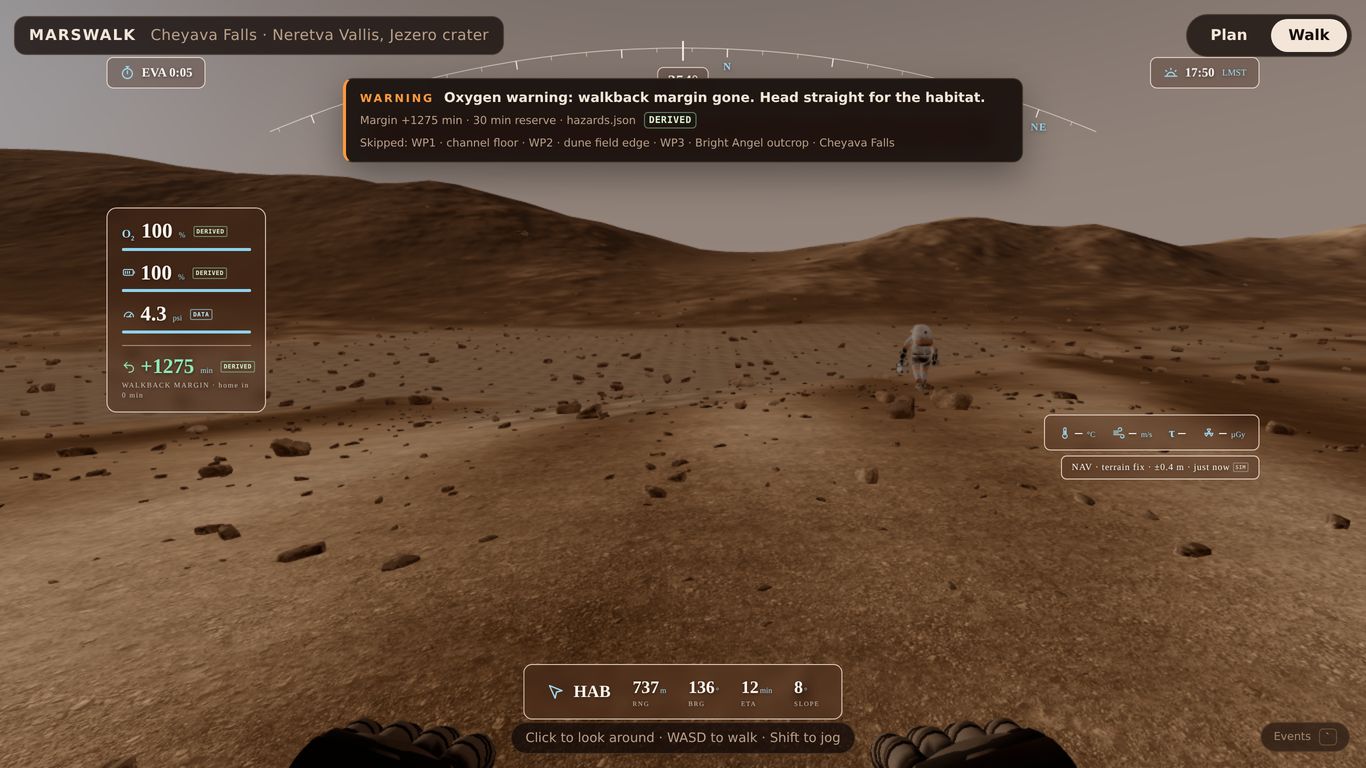 MARSWALK Cheyava Falls · Neretva Vallis, Jezero crater
Plan Walk
EVA 0:05
N
17:50 LMST
WARNING Oxygen warning: walkback margin gone. Head straight for the habitat.
Margin +1275 min · 30 min reserve · hazards.json DERIVED
Skipped: WP1 · channel floor · WP2 · dune field edge · WP3 · Bright Angel outcrop · Cheyava Falls
NE
O₂ 100 % DERIVED
100 % DERIVED
4.3 psi DATA
+1275 min DERIVED
WALKBACK MARGIN · home in
0 min
– °C – m/s τ – – µGy
NAV · terrain fix · ±0.4 m · just now SIM
HAB 737 m 136° 12 min 8°
RNG BRG ETA SLOPE
Click to look around · WASD to walk · Shift to jog
Events `